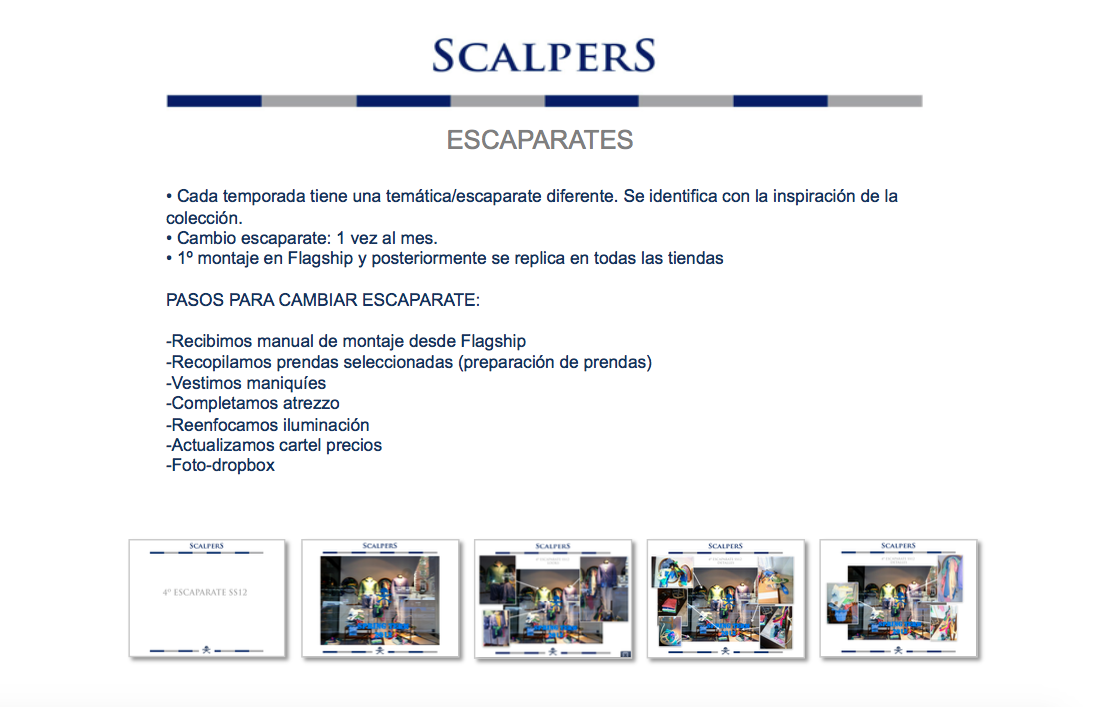 SCALPERS
ESCAPARATES
• Cada temporada tiene una temática/escaparate diferente. Se identifica con la inspiración de la
colección.
• Cambio escaparate: 1 vez al mes.
• 1º montaje en Flagship y posteriormente se replica en todas las tiendas
PASOS PARA CAMBIAR ESCAPARATE:
-Recibimos manual de montaje desde Flagship
-Recopilamos prendas seleccionadas (preparación de prendas)
-Vestimos maniquíes
-Completamos atrezzo
-Reenfocamos iluminación
-Actualizamos cartel precios
-Foto-dropbox
SCALPERS
4º ESCAPARATE SS12
SCALPERS
SCALPERS
SCALPERS
SCALPERS